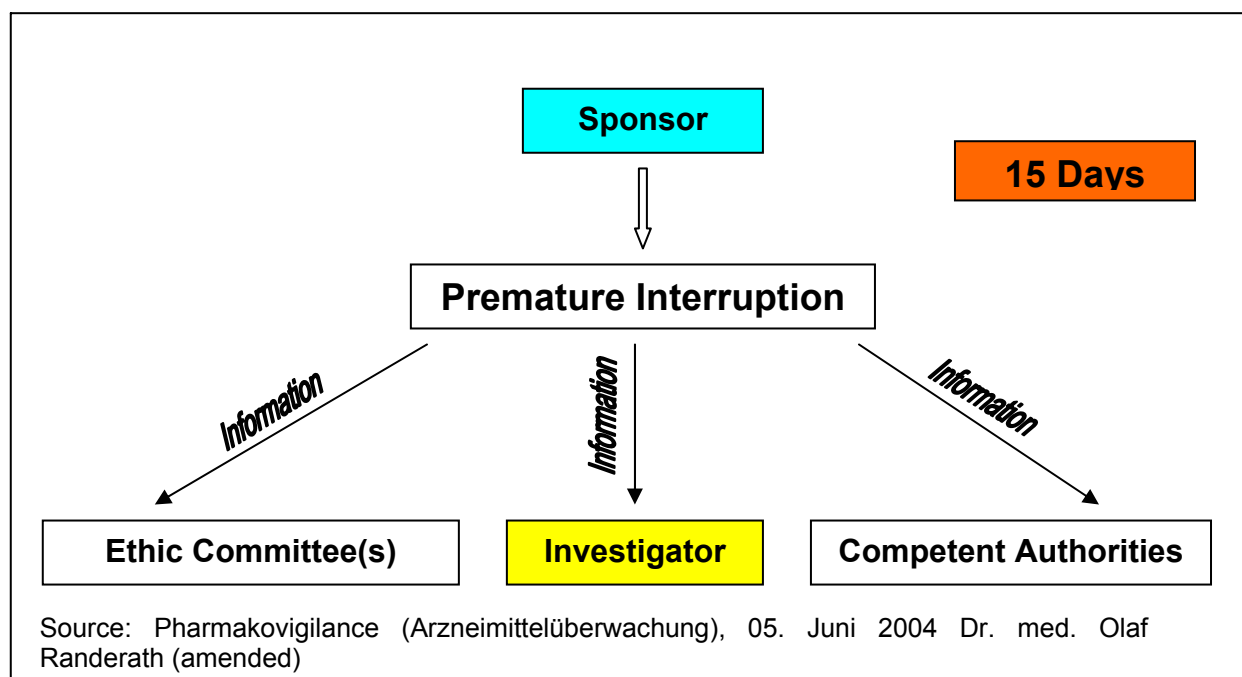 Sponsor
15 Days
Premature Interruption
Information
Information
Information
Ethic Committee(s)
Investigator
Competent Authorities
Source: Pharmakovigilance (Arzneimittelüberwachung), 05. Juni 2004 Dr. med. Olaf
Randerath (amended)